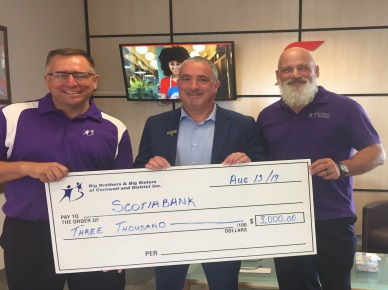 Big Brothers & Big Sisters
of Cornwall and District Inc.
AUG 13/19
PAY TO
THE ORDER OF
SCOTIABANK
$ 3,000.00
THREE THOUSAND
/100
DOLLARS
PER